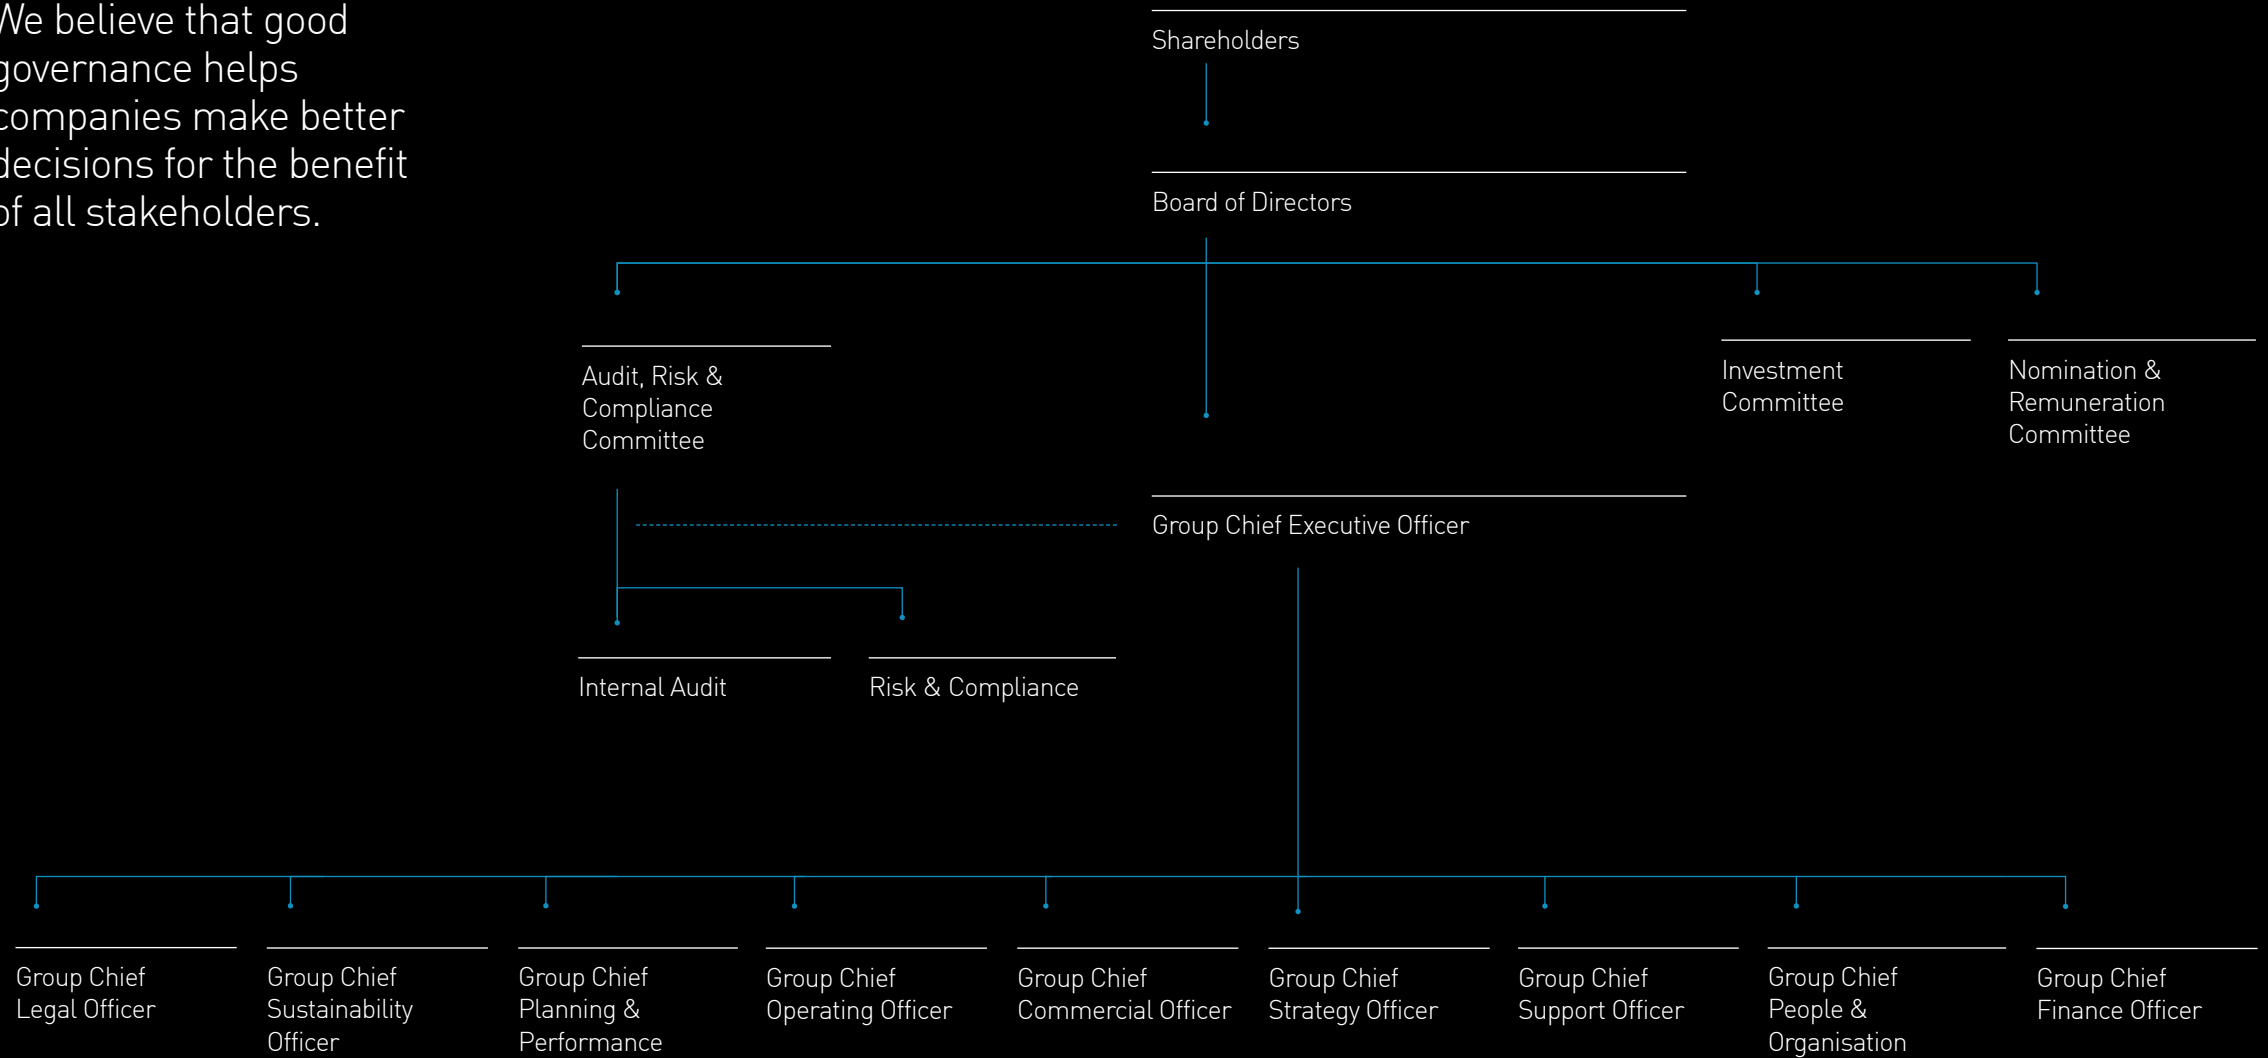 We believe that good
governance helps
companies make better
decisions for the benefit
of all stakeholders.
Shareholders
Board of Directors
Audit, Risk &
Compliance
Committee
Investment
Committee
Nomination &
Remuneration
Committee
Group Chief Executive Officer
Internal Audit
Risk & Compliance
Group Chief
Legal Officer
Group Chief
Sustainability
Officer
Group Chief
Planning &
Performance
Group Chief
Operating Officer
Group Chief
Commercial Officer
Group Chief
Strategy Officer
Group Chief
Support Officer
Group Chief
People &
Organisation
Group Chief
Finance Officer